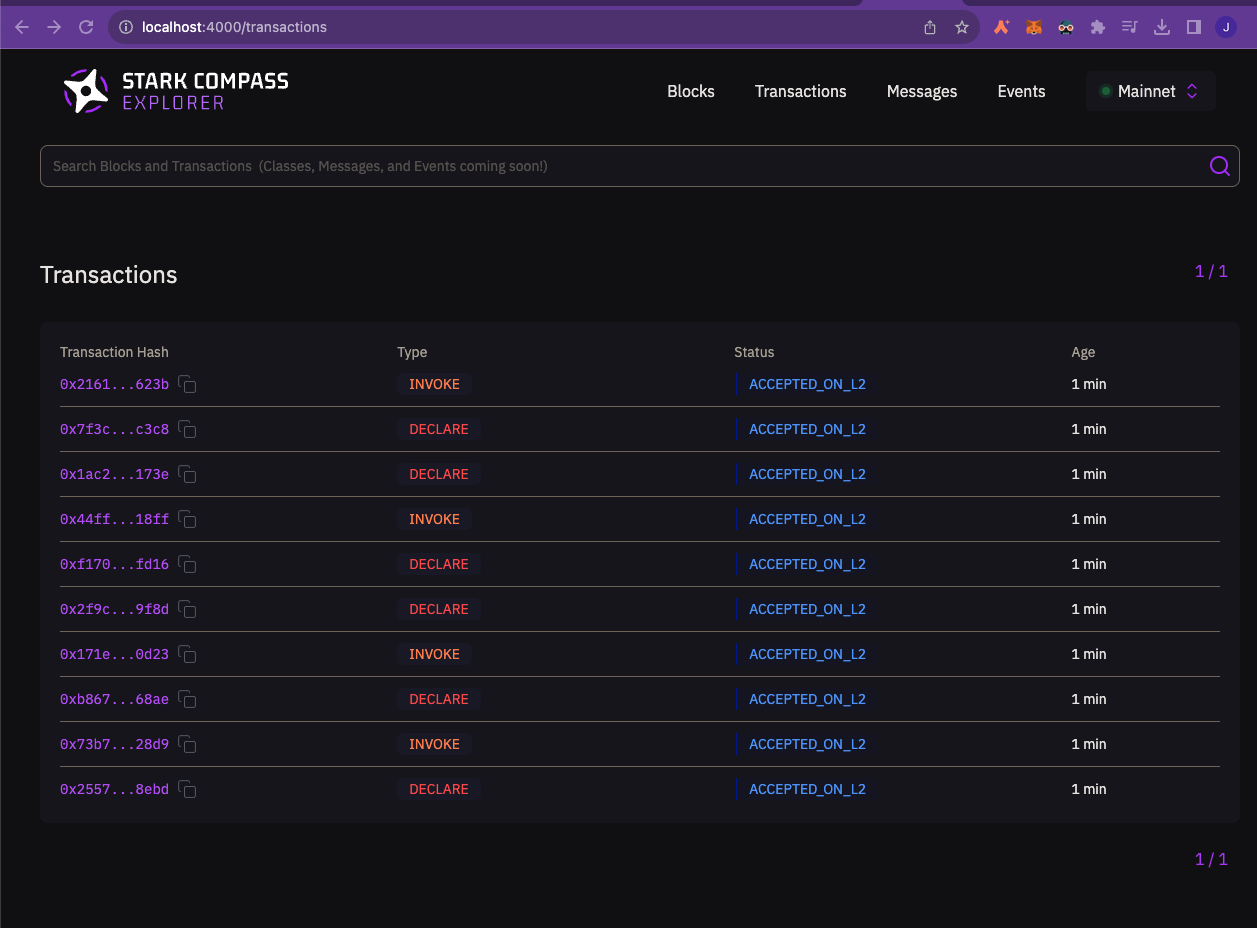 localhost:4000/transactions
J
STARK COMPASS
EXPLORER
Blocks Transactions Messages Events Mainnet
Search Blocks and Transactions (Classes, Messages, and Events coming soon!)
Transactions
1 / 1
Transaction Hash Type Status Age
0x2161...623b INVOKE ACCEPTED_ON_L2 1 min
0x7f3c...c3c8 DECLARE ACCEPTED_ON_L2 1 min
0x1ac2...173e DECLARE ACCEPTED_ON_L2 1 min
0x44ff...18ff INVOKE ACCEPTED_ON_L2 1 min
0xf170...fd16 DECLARE ACCEPTED_ON_L2 1 min
0x2f9c...9f8d DECLARE ACCEPTED_ON_L2 1 min
0x171e...0d23 INVOKE ACCEPTED_ON_L2 1 min
0xb867...68ae DECLARE ACCEPTED_ON_L2 1 min
0x73b7...28d9 INVOKE ACCEPTED_ON_L2 1 min
0x2557...8ebd DECLARE ACCEPTED_ON_L2 1 min
1 / 1